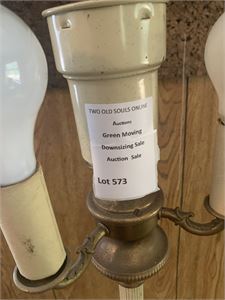 TWO OLD SOULS ONLINE
Auctions
Green Moving
Downsizing Sale
Auction Sale
Lot 573